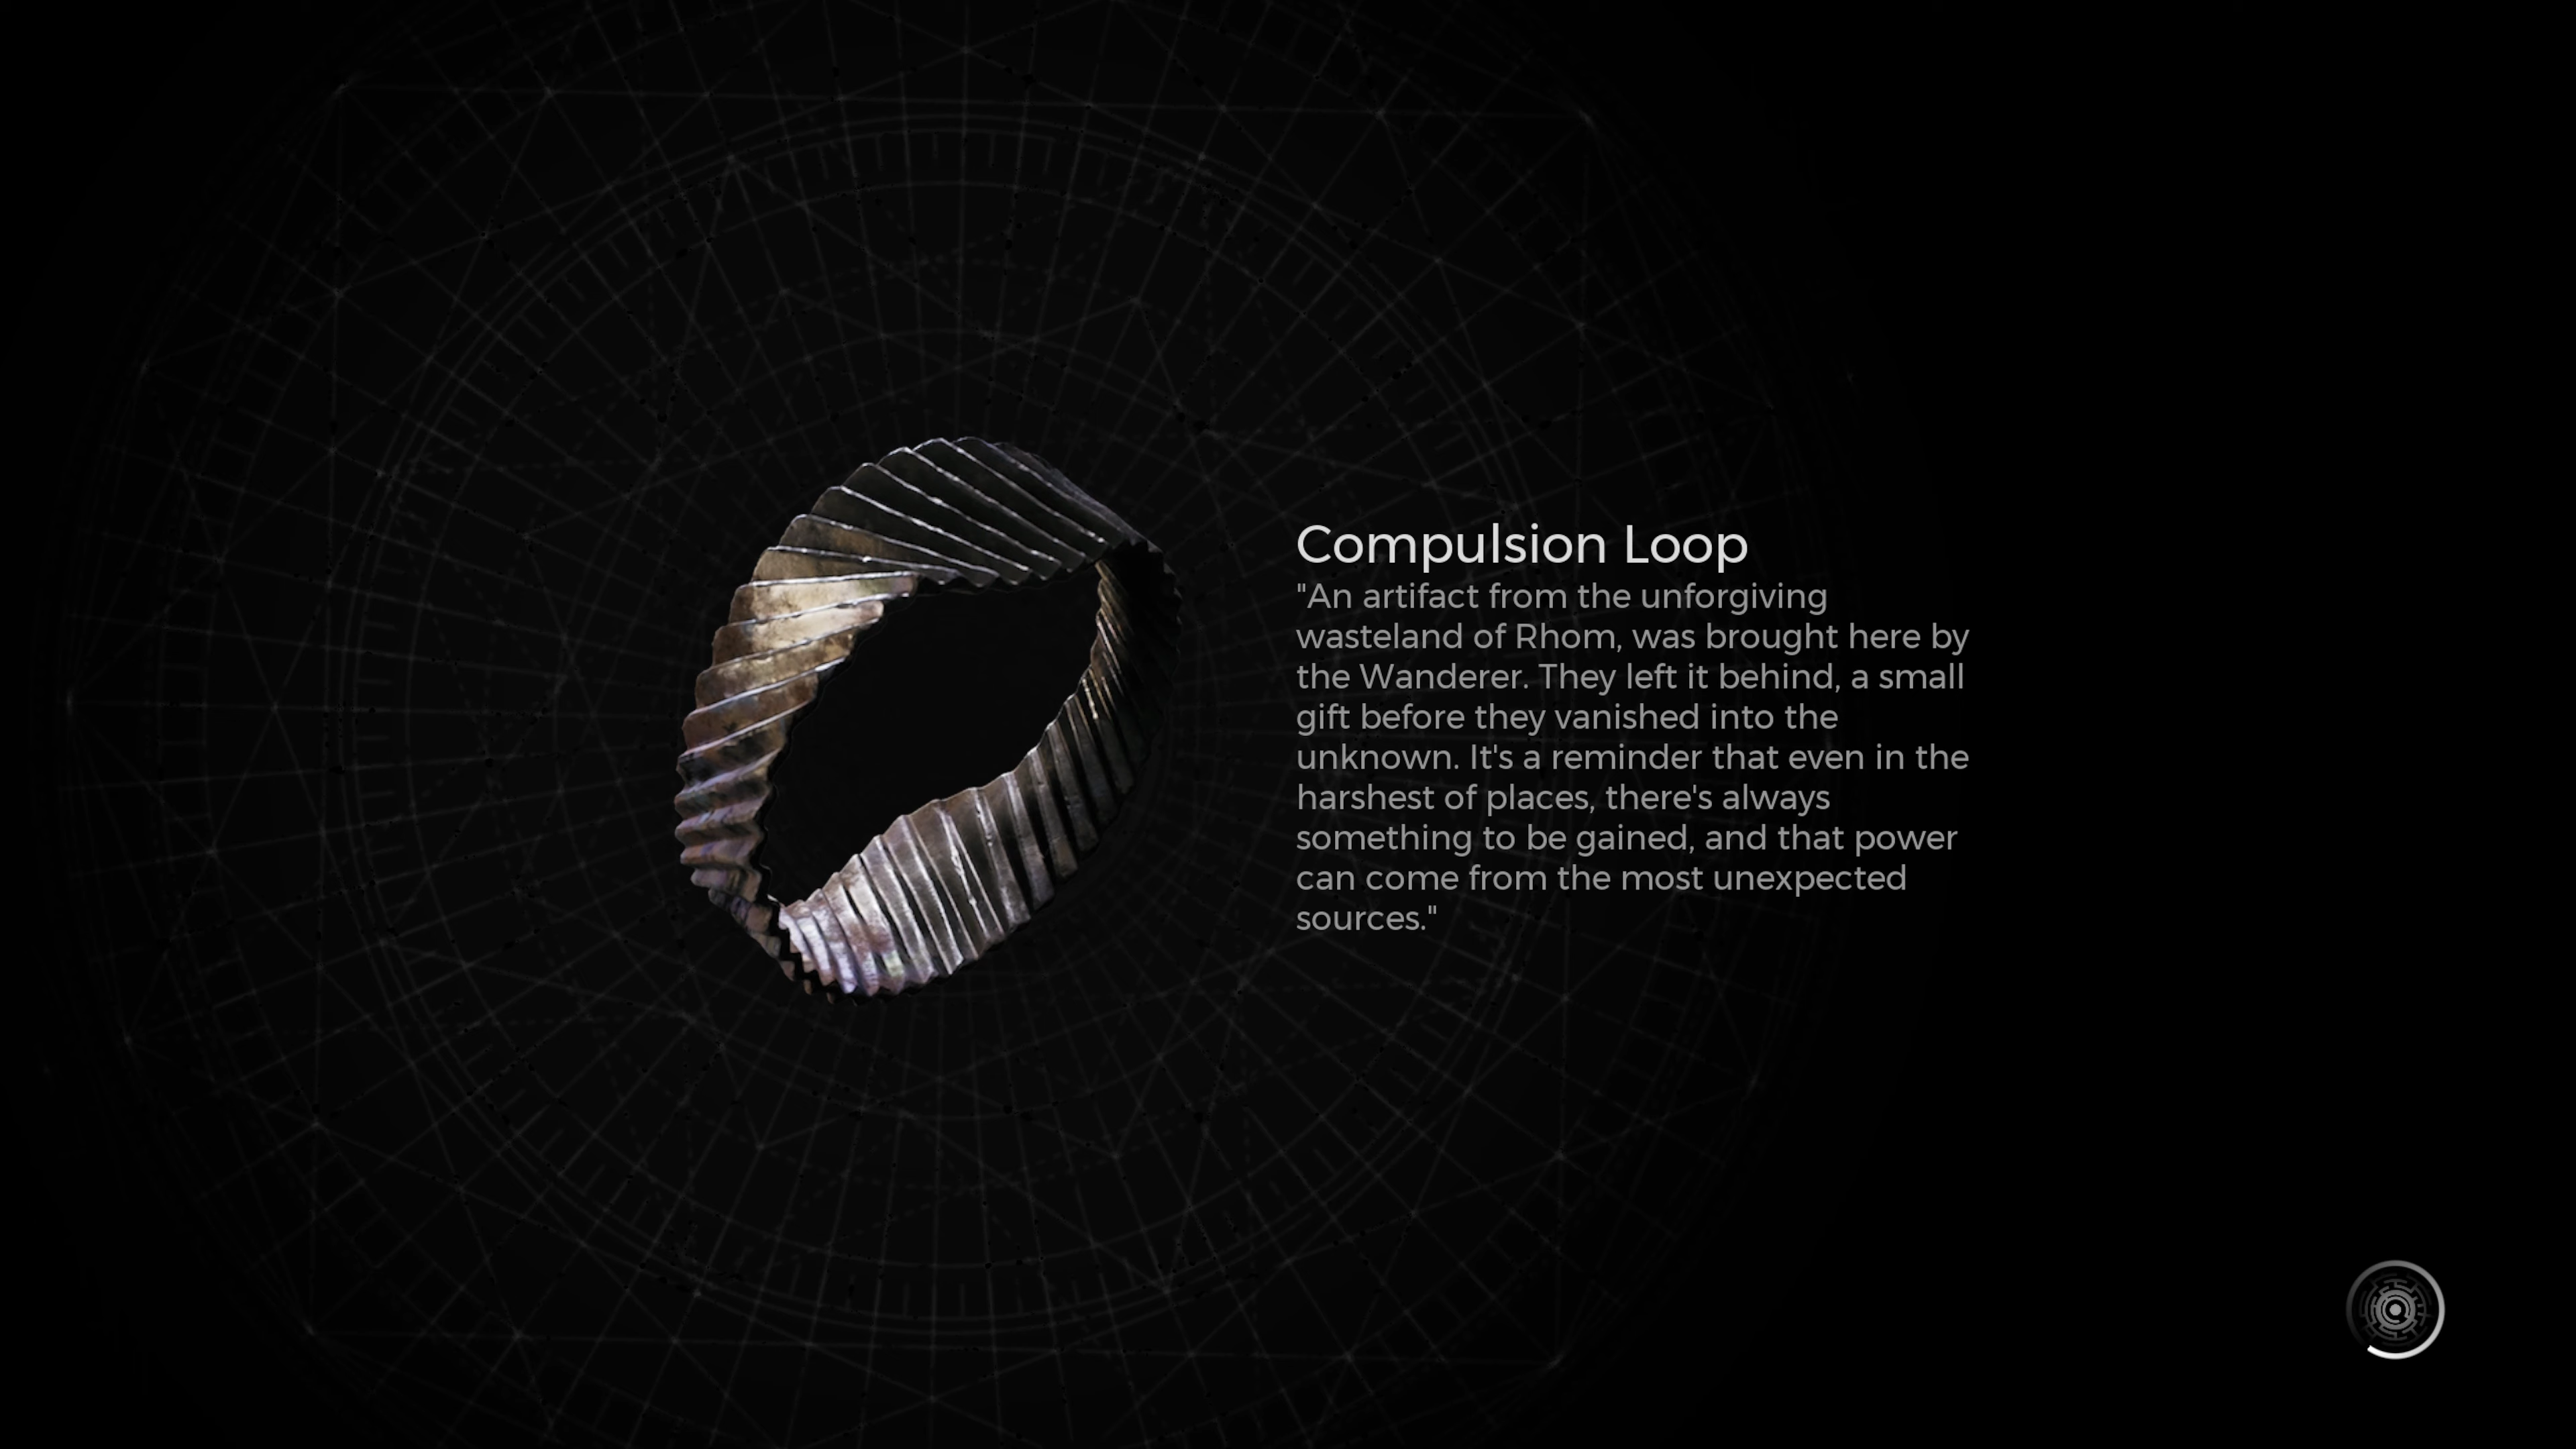 Compulsion Loop
"An artifact from the unforgiving
wasteland of Rhom, was brought here by
the Wanderer. They left it behind, a small
gift before they vanished into the
unknown. It's a reminder that even in the
harshest of places, there's always
something to be gained, and that power
can come from the most unexpected
sources."